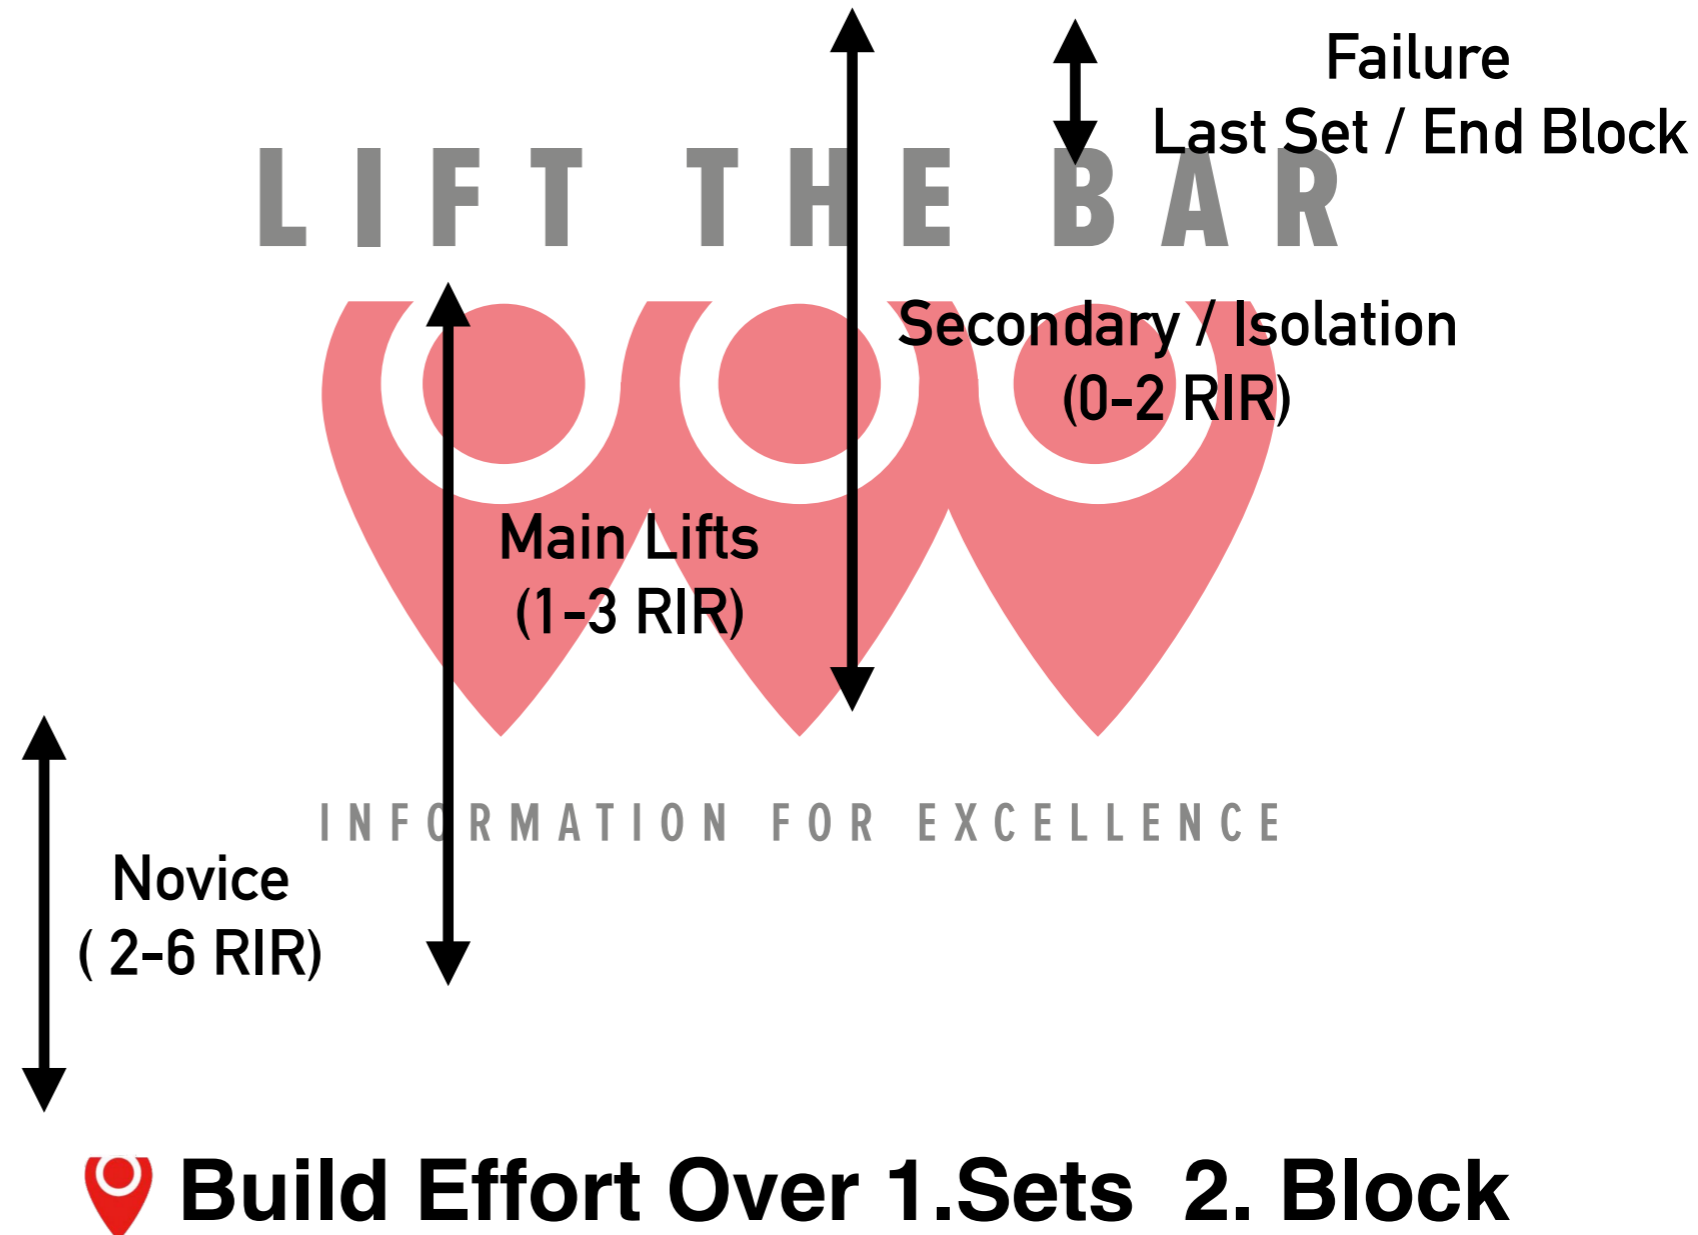 Failure
Last Set / End Block
LIFT THE BAR
Secondary / Isolation
(0-2 RIR)
Main Lifts
(1-3 RIR)
INFORMATION FOR EXCELLENCE
Novice
( 2-6 RIR)
Build Effort Over 1.Sets  2. Block